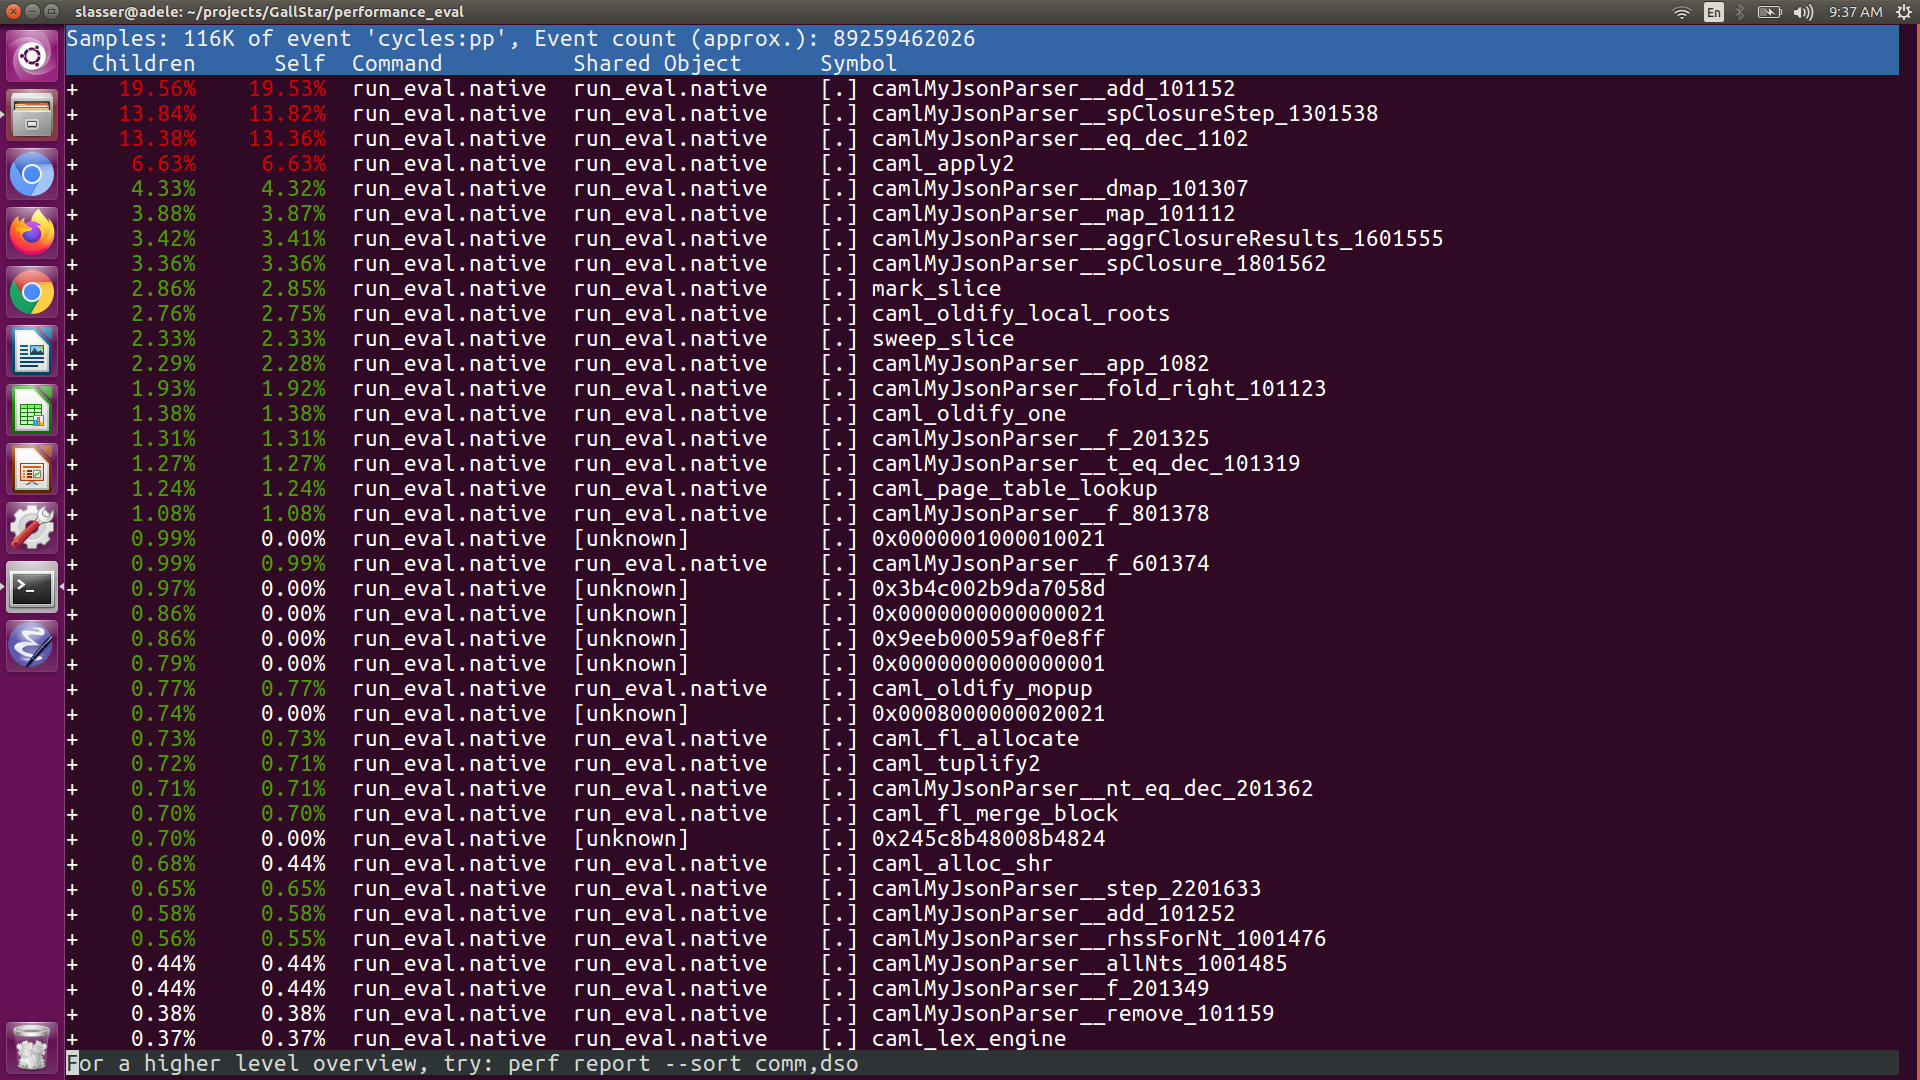 slasser@adele: ~/projects/GallStar/performance_eval
En
9:37 AM
Samples: 116K of event 'cycles:pp', Event count (approx.): 89259462026
Children Self Command Shared Object Symbol
+ 19.56% 19.53% run_eval.native run_eval.native [.] camlMyJsonParser__add_101152
+ 13.84% 13.82% run_eval.native run_eval.native [.] camlMyJsonParser__spClosureStep_1301538
+ 13.38% 13.36% run_eval.native run_eval.native [.] camlMyJsonParser__eq_dec_1102
+ 6.63% 6.63% run_eval.native run_eval.native [.] caml_apply2
+ 4.33% 4.32% run_eval.native run_eval.native [.] camlMyJsonParser__dmap_101307
+ 3.88% 3.87% run_eval.native run_eval.native [.] camlMyJsonParser__map_101112
+ 3.42% 3.41% run_eval.native run_eval.native [.] camlMyJsonParser__aggrClosureResults_1601555
+ 3.36% 3.36% run_eval.native run_eval.native [.] camlMyJsonParser__spClosure_1801562
+ 2.86% 2.85% run_eval.native run_eval.native [.] mark_slice
+ 2.76% 2.75% run_eval.native run_eval.native [.] caml_oldify_local_roots
+ 2.33% 2.33% run_eval.native run_eval.native [.] sweep_slice
+ 2.29% 2.28% run_eval.native run_eval.native [.] camlMyJsonParser__app_1082
+ 1.93% 1.92% run_eval.native run_eval.native [.] camlMyJsonParser__fold_right_101123
+ 1.38% 1.38% run_eval.native run_eval.native [.] caml_oldify_one
+ 1.31% 1.31% run_eval.native run_eval.native [.] camlMyJsonParser__f_201325
+ 1.27% 1.27% run_eval.native run_eval.native [.] camlMyJsonParser__t_eq_dec_101319
+ 1.24% 1.24% run_eval.native run_eval.native [.] caml_page_table_lookup
+ 1.08% 1.08% run_eval.native run_eval.native [.] camlMyJsonParser__f_801378
+ 0.99% 0.00% run_eval.native [unknown] [.] 0x0000001000010021
+ 0.99% 0.99% run_eval.native run_eval.native [.] camlMyJsonParser__f_601374
+ 0.97% 0.00% run_eval.native [unknown] [.] 0x3b4c002b9da7058d
+ 0.86% 0.00% run_eval.native [unknown] [.] 0x0000000000000021
+ 0.86% 0.00% run_eval.native [unknown] [.] 0x9eeb00059af0e8ff
+ 0.79% 0.00% run_eval.native [unknown] [.] 0x0000000000000001
+ 0.77% 0.77% run_eval.native run_eval.native [.] caml_oldify_mopup
+ 0.74% 0.00% run_eval.native [unknown] [.] 0x0008000000020021
+ 0.73% 0.73% run_eval.native run_eval.native [.] caml_fl_allocate
+ 0.72% 0.71% run_eval.native run_eval.native [.] caml_tuplify2
+ 0.71% 0.71% run_eval.native run_eval.native [.] camlMyJsonParser__nt_eq_dec_201362
+ 0.70% 0.70% run_eval.native run_eval.native [.] caml_fl_merge_block
+ 0.70% 0.00% run_eval.native [unknown] [.] 0x245c8b48008b4824
+ 0.68% 0.44% run_eval.native run_eval.native [.] caml_alloc_shr
+ 0.65% 0.65% run_eval.native run_eval.native [.] camlMyJsonParser__step_2201633
+ 0.58% 0.58% run_eval.native run_eval.native [.] camlMyJsonParser__add_101252
+ 0.56% 0.55% run_eval.native run_eval.native [.] camlMyJsonParser__rhssForNt_1001476
+ 0.44% 0.44% run_eval.native run_eval.native [.] camlMyJsonParser__allNts_1001485
+ 0.44% 0.44% run_eval.native run_eval.native [.] camlMyJsonParser__f_201349
+ 0.38% 0.38% run_eval.native run_eval.native [.] camlMyJsonParser__remove_101159
+ 0.37% 0.37% run_eval.native run_eval.native [.] caml_lex_engine
For a higher level overview, try: perf report --sort comm,dso